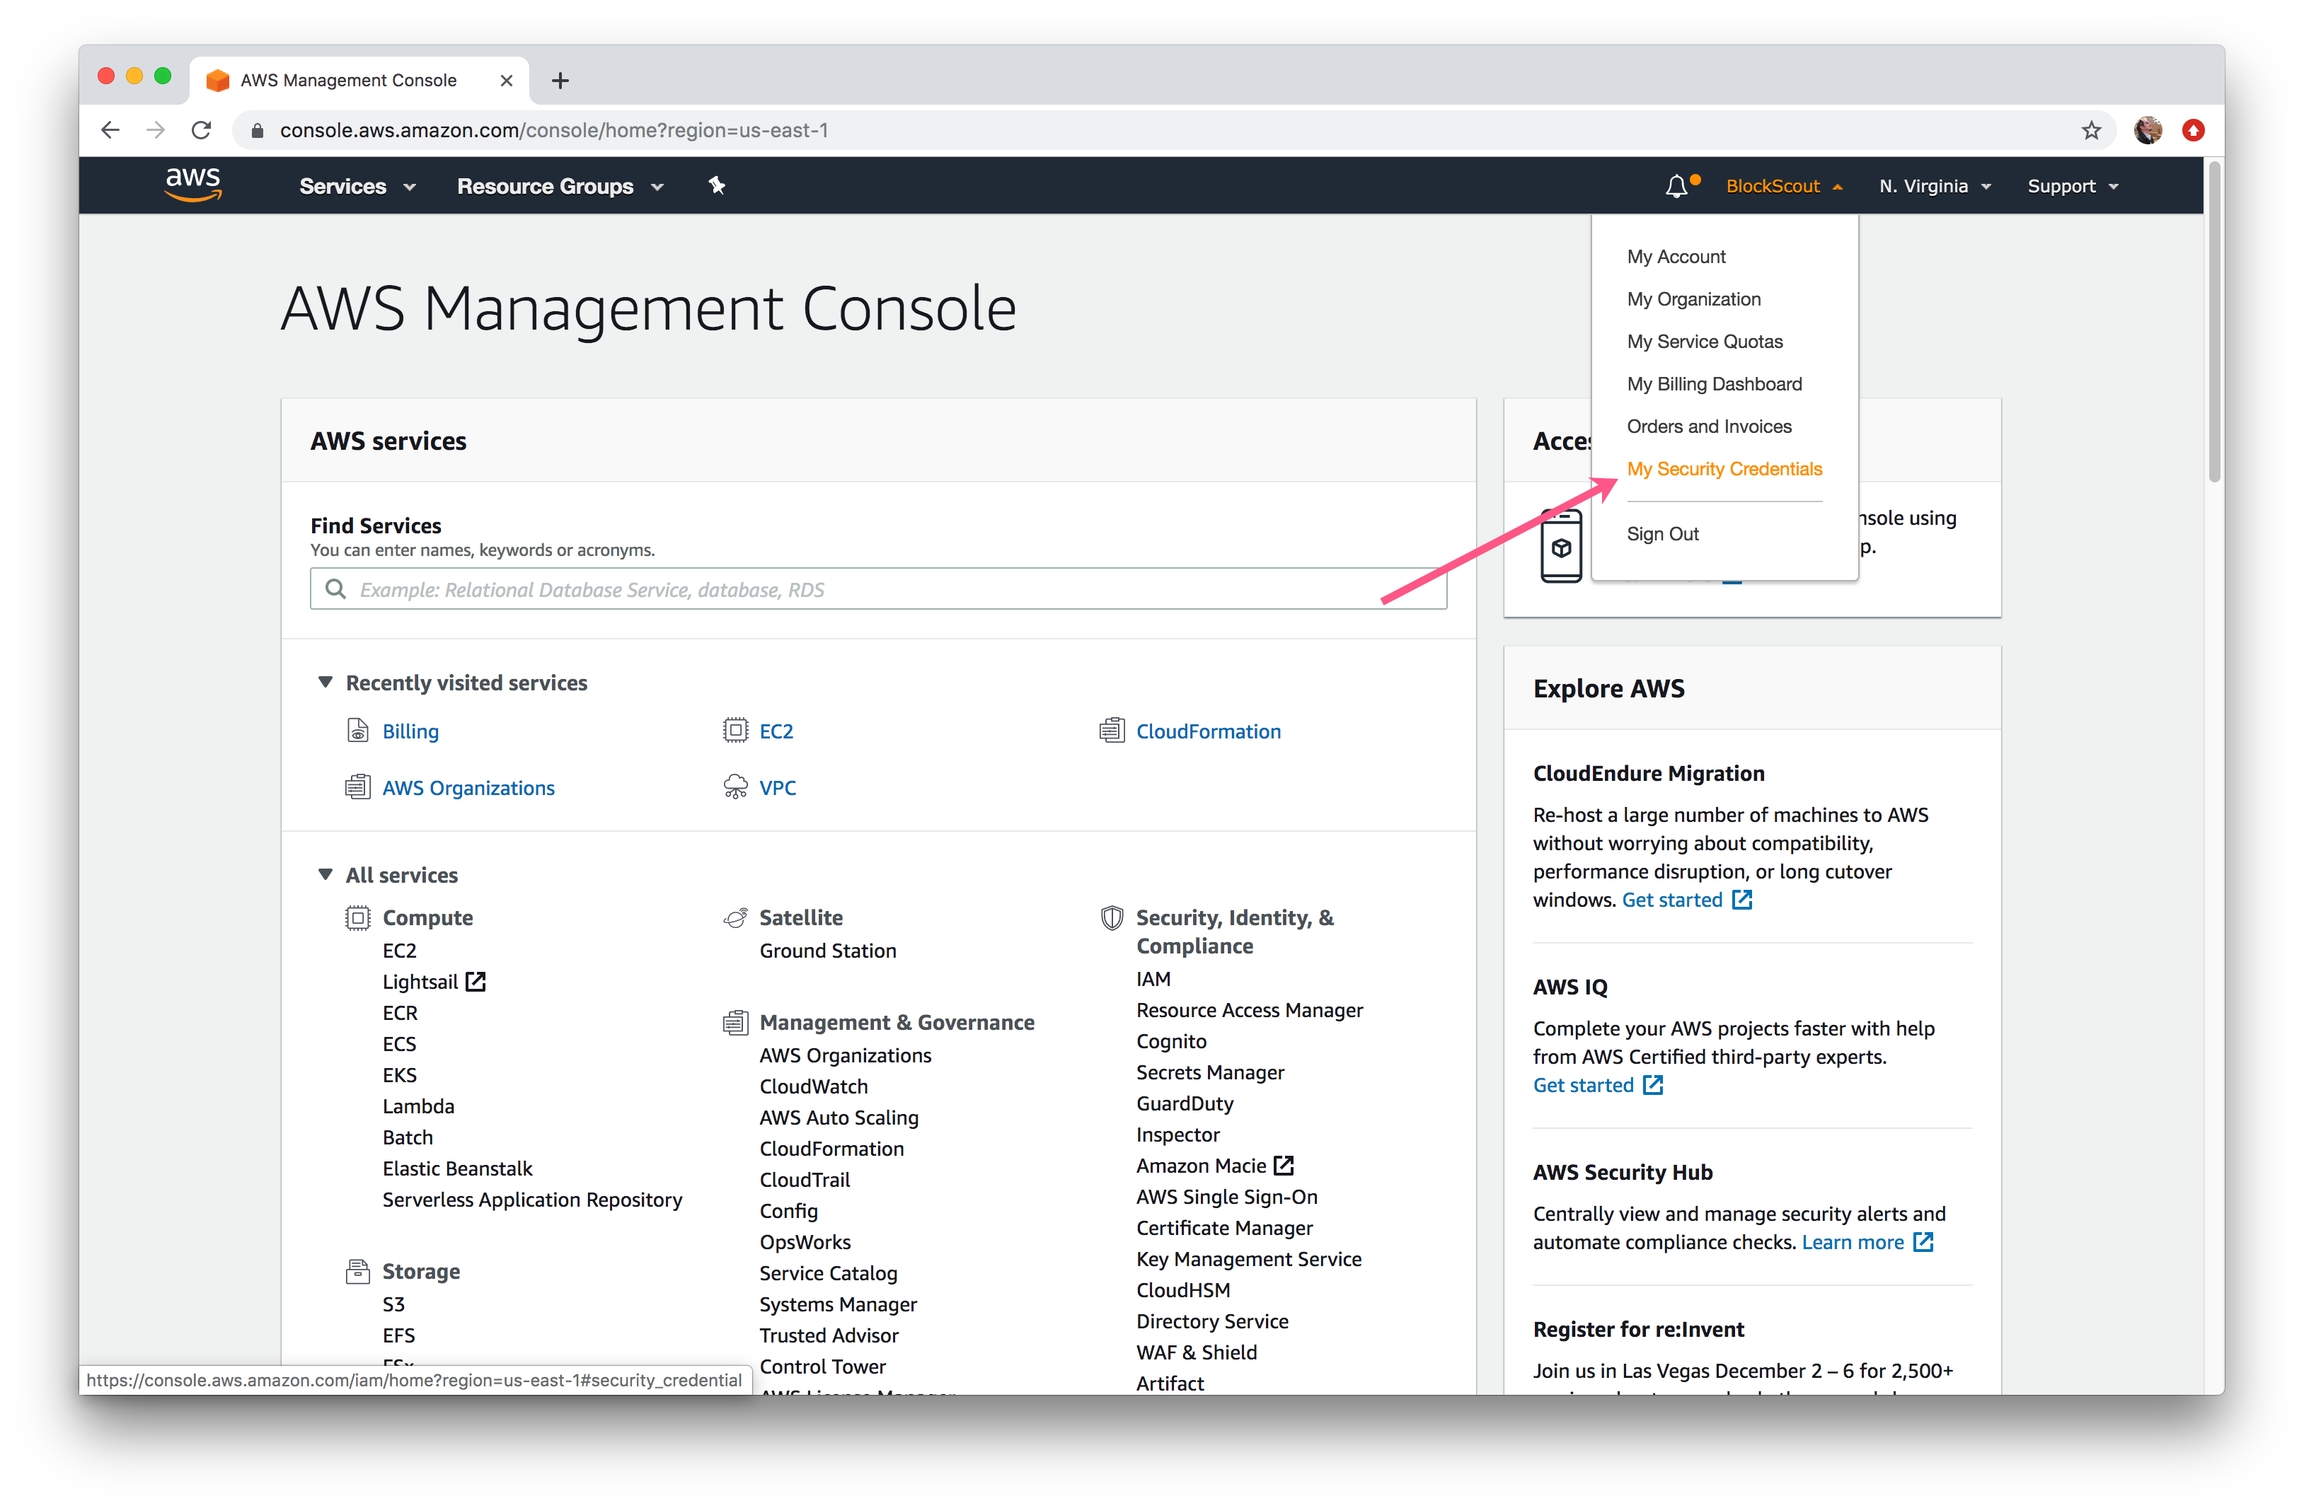 AWS Management Console
console.aws.amazon.com/console/home?region=us-east-1
aws
Services
Resource Groups
BlockScout
N. Virginia
Support
My Account
My Organization
My Service Quotas
My Billing Dashboard
Orders and Invoices
My Security Credentials
Sign Out
AWS Management Console
AWS services
Find Services
You can enter names, keywords or acronyms.
Example: Relational Database Service, database, RDS
Recently visited services
Billing
EC2
CloudFormation
AWS Organizations
VPC
All services
Compute
EC2
Lightsail
ECR
ECS
EKS
Lambda
Batch
Elastic Beanstalk
Serverless Application Repository
Storage
S3
EFS
Satellite
Ground Station
Management & Governance
AWS Organizations
CloudWatch
AWS Auto Scaling
CloudFormation
CloudTrail
Config
OpsWorks
Service Catalog
Systems Manager
Trusted Advisor
Control Tower
AWS License Manager
Security, Identity, &
Compliance
IAM
Resource Access Manager
Cognito
Secrets Manager
GuardDuty
Inspector
Amazon Macie
AWS Single Sign-On
Certificate Manager
Key Management Service
CloudHSM
Directory Service
WAF & Shield
Artifact
Acces
nsole using
p.
Explore AWS
CloudEndure Migration
Re-host a large number of machines to AWS
without worrying about compatibility,
performance disruption, or long cutover
windows. Get started
AWS IQ
Complete your AWS projects faster with help
from AWS Certified third-party experts.
Get started
AWS Security Hub
Centrally view and manage security alerts and
automate compliance checks. Learn more
Register for re:Invent
Join us in Las Vegas December 2 – 6 for 2,500+
https://console.aws.amazon.com/iam/home?region=us-east-1#security_credential